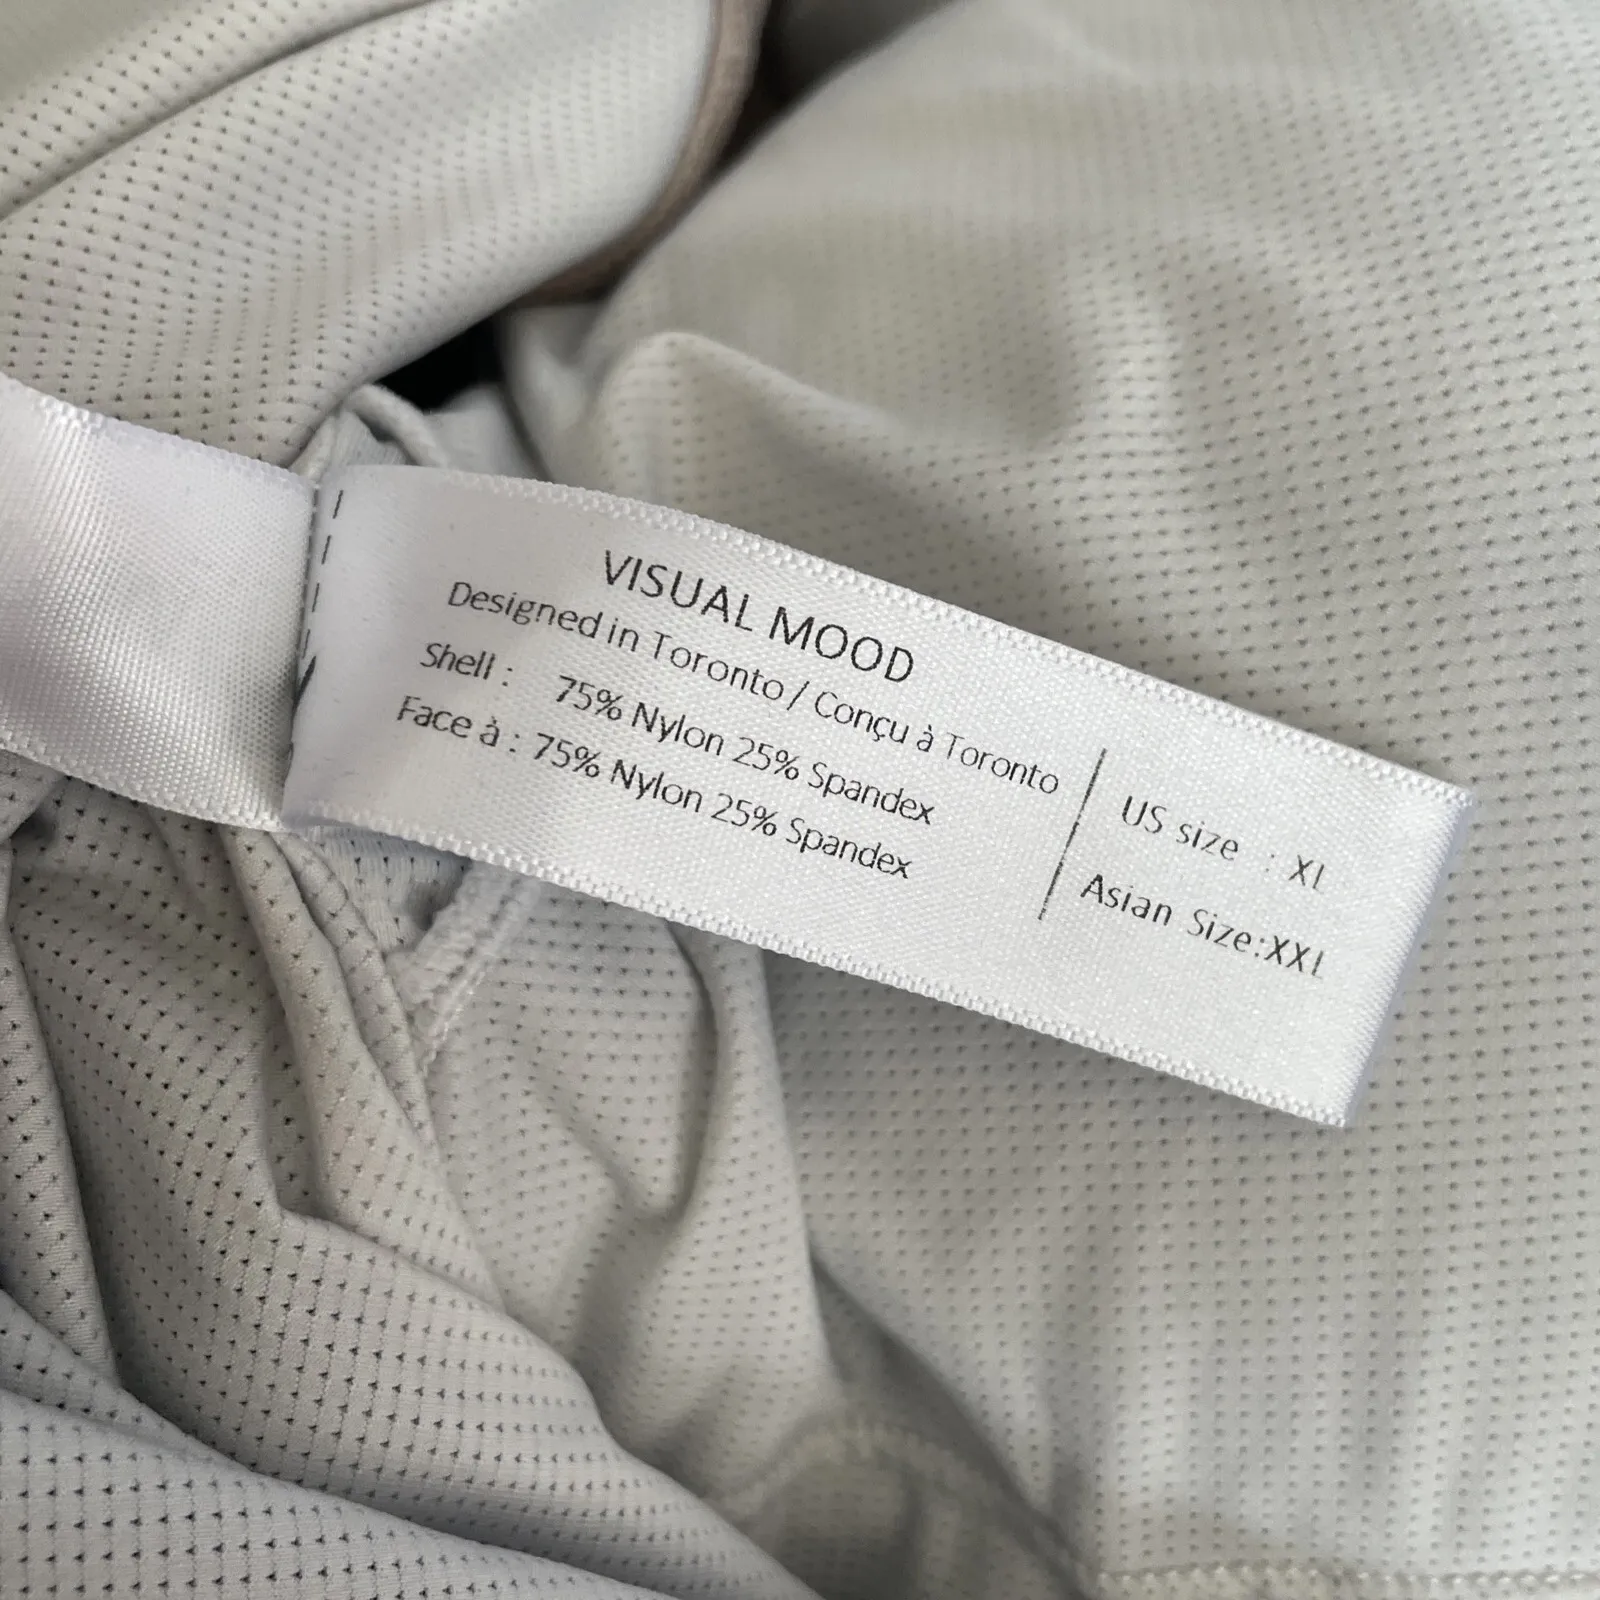 VISUAL MOOD
Designed in Toronto / Conçu à Toronto
Shell : 75% Nylon 25% Spandex
Face à : 75% Nylon 25% Spandex
US size : XL
Asian Size:XXL